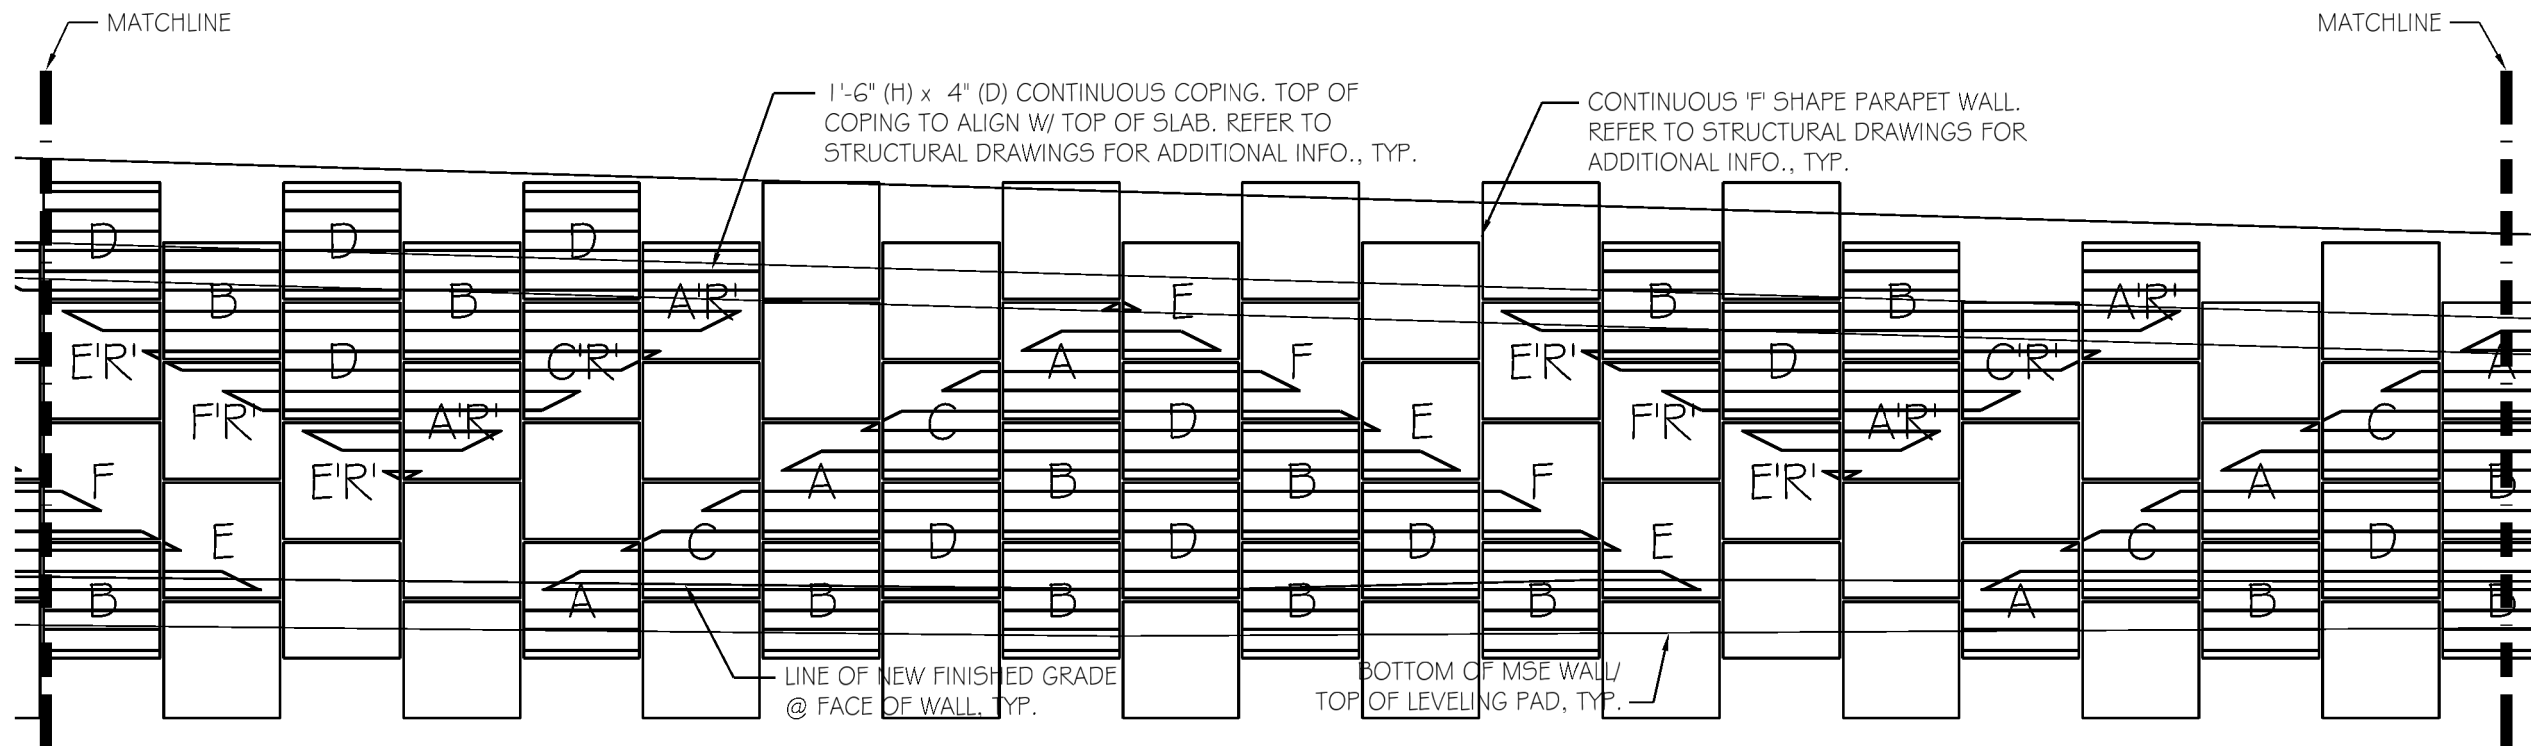 MATCHLINE
MATCHLINE
1'-6" (H) x 4" (D) CONTINUOUS COPING. TOP OF
COPING TO ALIGN W/ TOP OF SLAB. REFER TO
STRUCTURAL DRAWINGS FOR ADDITIONAL INFO., TYP.
CONTINUOUS 'F' SHAPE PARAPET WALL.
REFER TO STRUCTURAL DRAWINGS FOR
ADDITIONAL INFO., TYP.
D D D
B B A'R' E B B A'R'
E'R' D C'R' A F E'R' D C'R' A
F'R' A'R' C D E F'R' A'R' C
F E'R' A B B F E'R' A B
E C D D D E C D
B A B B B B A B B
LINE OF NEW FINISHED GRADE
@ FACE OF WALL, TYP.
BOTTOM OF MSE WALL/
TOP OF LEVELING PAD, TYP.